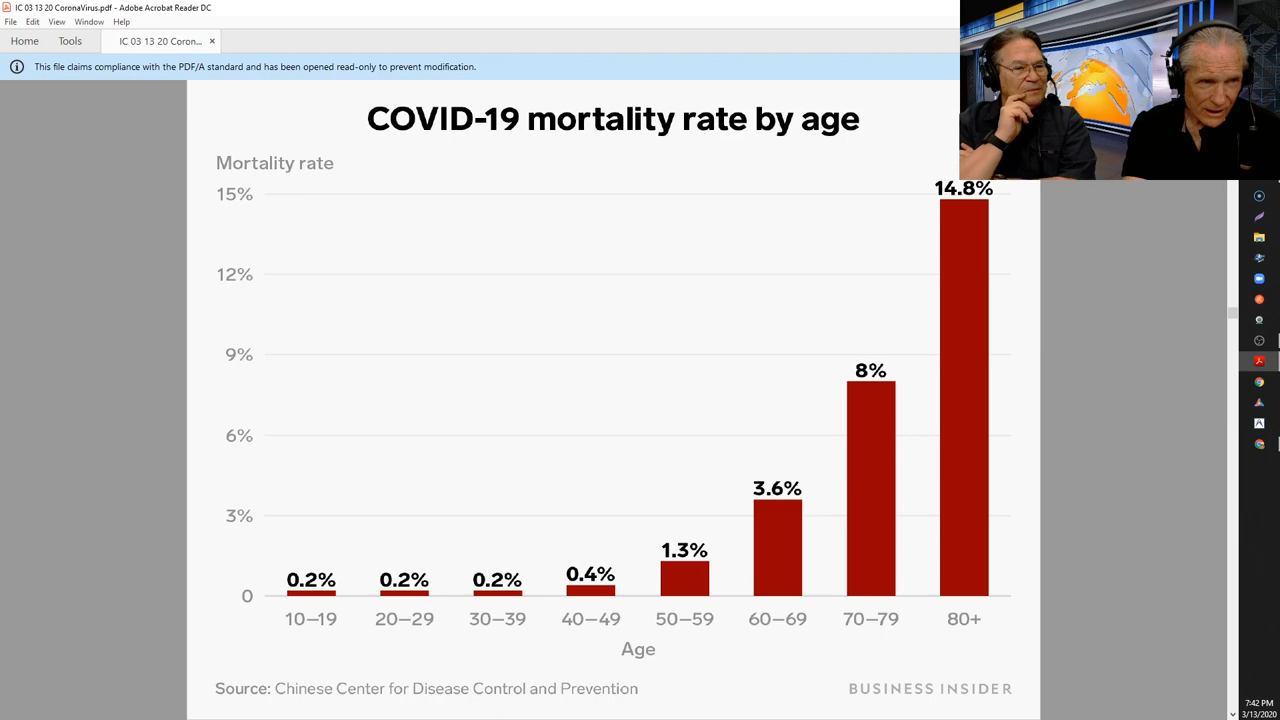 IC 03 13 20 CoronaVirus.pdf - Adobe Acrobat Reader DC
File Edit View Window Help
Home Tools IC 03 13 20 Coron... ×
This file claims compliance with the PDF/A standard and has been opened read-only to prevent modification.
COVID-19 mortality rate by age
Mortality rate
15%
12%
9%
6%
3%
0
0.2%
0.2%
0.2%
0.4%
1.3%
3.6%
8%
14.8%
10–19 20–29 30–39 40–49 50–59 60–69 70–79 80+
Age
Source: Chinese Center for Disease Control and Prevention
BUSINESS INSIDER
7:42 PM
3/13/2020